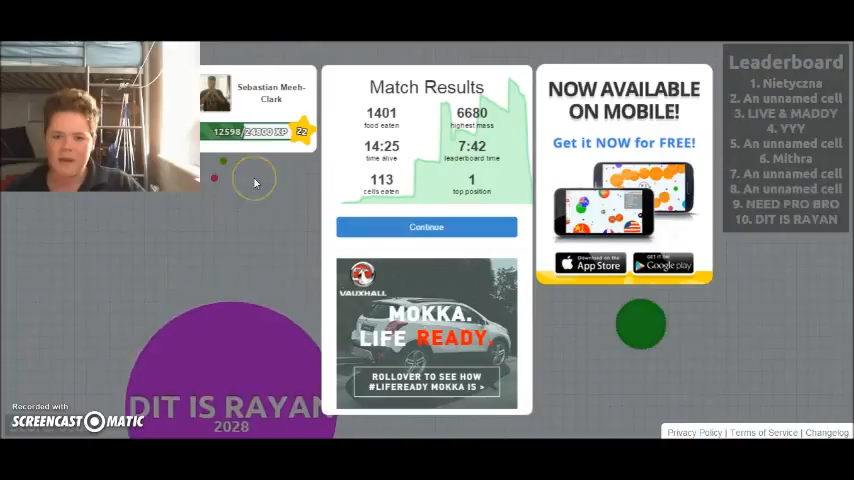 Sebastian Meeh-
Clark
12598/24800 XP
22
Match Results
1401
food eaten
6680
highest mass
14:25
time alive
7:42
leaderboard time
113
cells eaten
1
top position
Continue
VAUXHALL
MOKKA.
LIFE READY.
ROLLOVER TO SEE HOW
#LIFEREADY MOKKA IS >
NOW AVAILABLE
ON MOBILE!
Get it NOW for FREE!
Download on the
App Store
GET IT ON
Google play
Leaderboard
1. Nietyczna
2. An unnamed cell
3. LIVE & MADDY
4. YYY
5. An unnamed cell
6. Mithra
7. An unnamed cell
8. An unnamed cell
9. NEED PRO BRO
10. DIT IS RAYAN
DIT IS RAYAN
2028
Recorded with
SCREENCAST MATIC
Privacy Policy | Terms of Service | Changelog